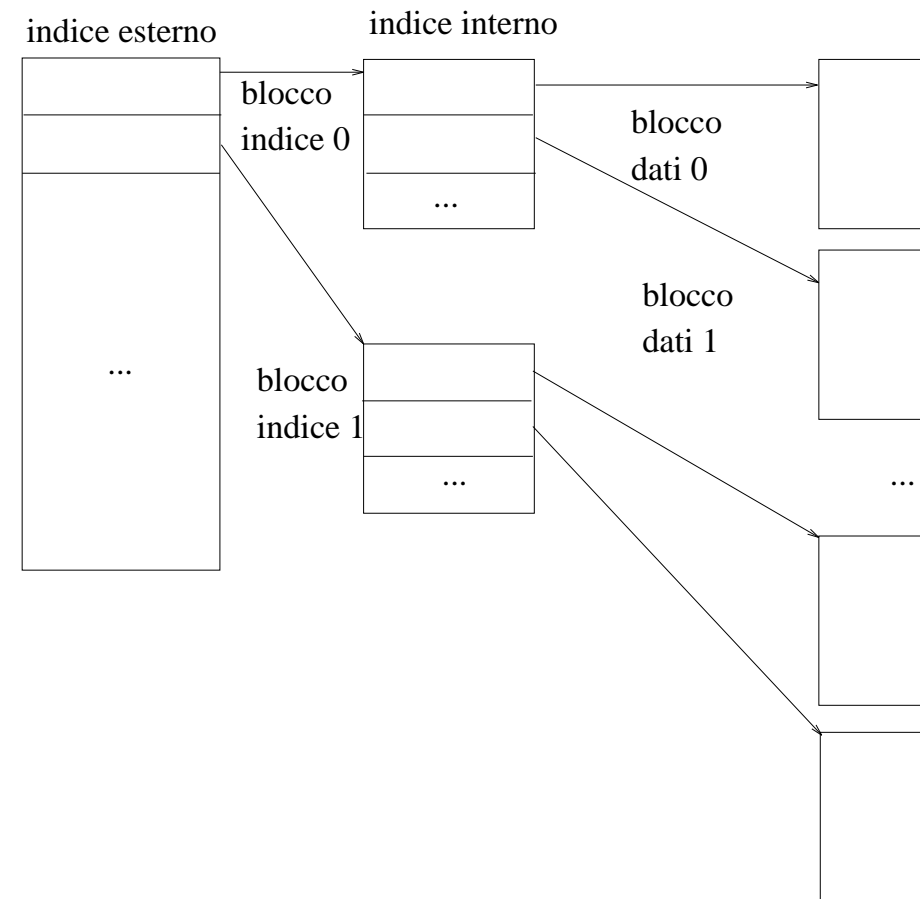 indice esterno
indice interno
blocco
indice 0
blocco
dati 0
...
blocco
dati 1
...
blocco
indice 1
...
...